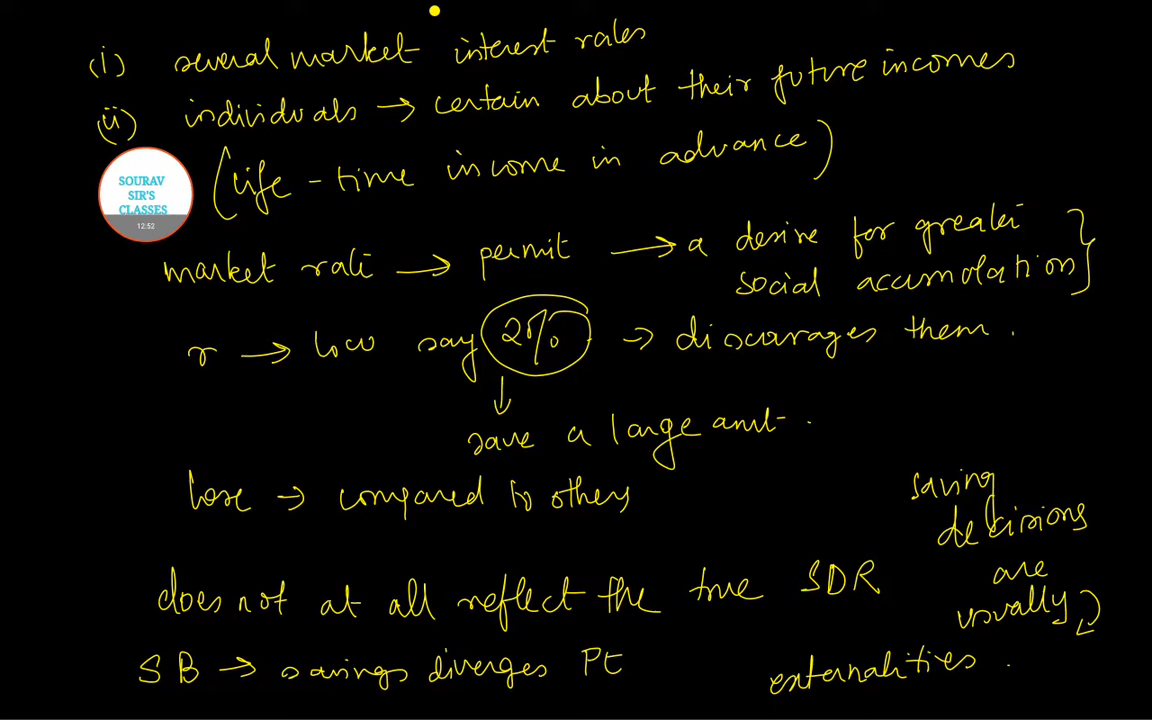 (i) several market interest rates
(ii) individuals → certain about their future incomes
(life-time income in advance)
SOURAV
SIR'S
CLASSES
12:52
market rate → permit → a desire for greater
social accumulation }
r → low say 2% → discourages them.
↓
save a large amt.
lose → compared to others
saving
decisions
are
usually
does not at all reflect the true SDR
SB → savings diverges Pt
externalities.